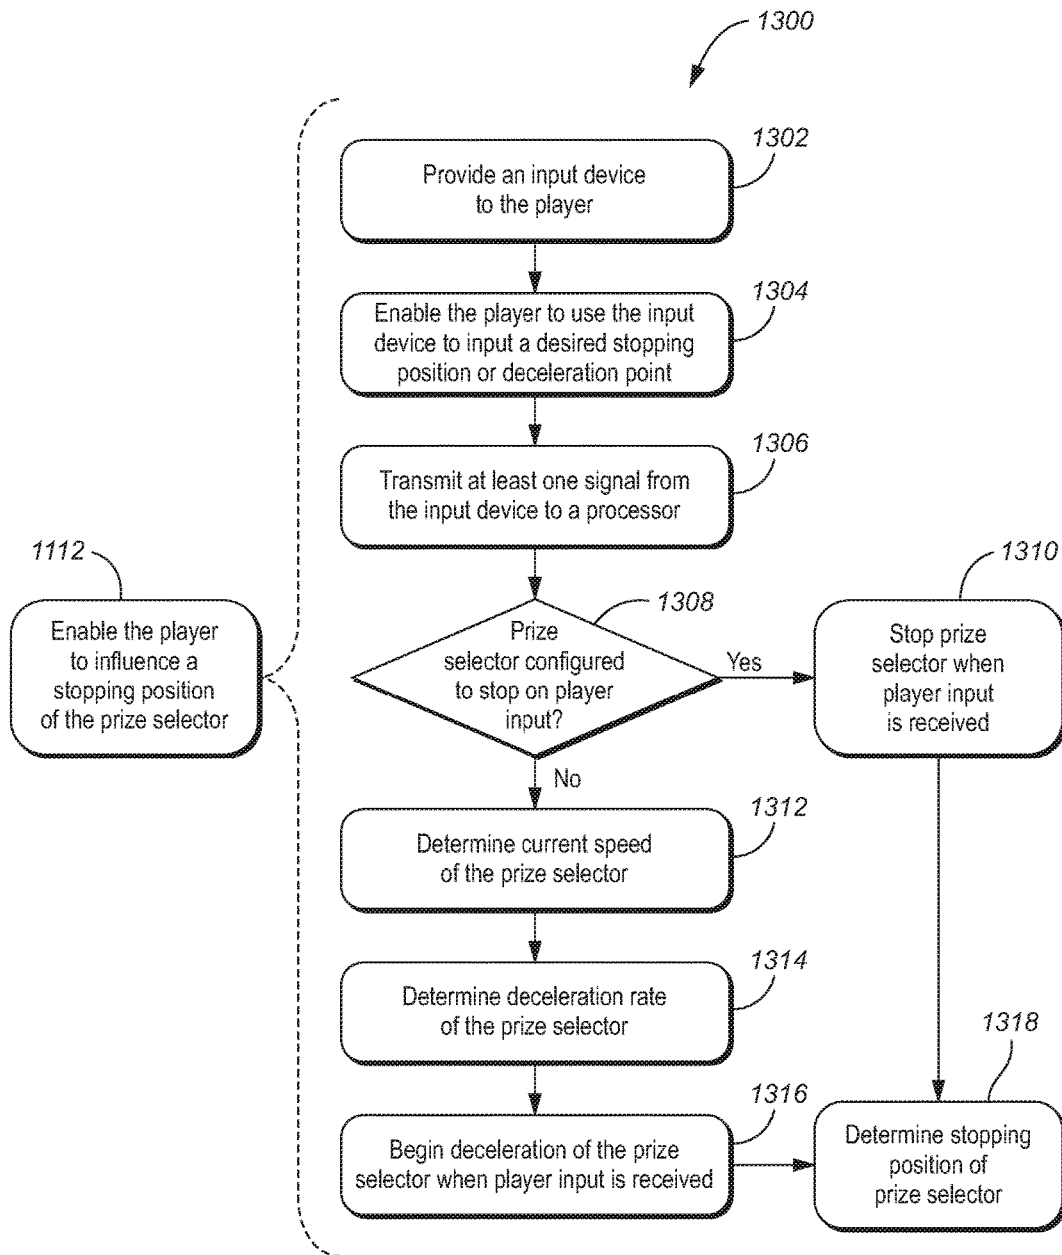 1300
1302
Provide an input device
to the player
1304
Enable the player to use the input
device to input a desired stopping
position or deceleration point
1306
Transmit at least one signal from
the input device to a processor
1112
Enable the player
to influence a
stopping position
of the prize selector
1308
Prize
selector configured
to stop on player
input?
Yes
No
1310
Stop prize
selector when
player input
is received
1312
Determine current speed
of the prize selector
1314
Determine deceleration rate
of the prize selector
1316
Begin deceleration of the prize
selector when player input is received
1318
Determine stopping
position of
prize selector